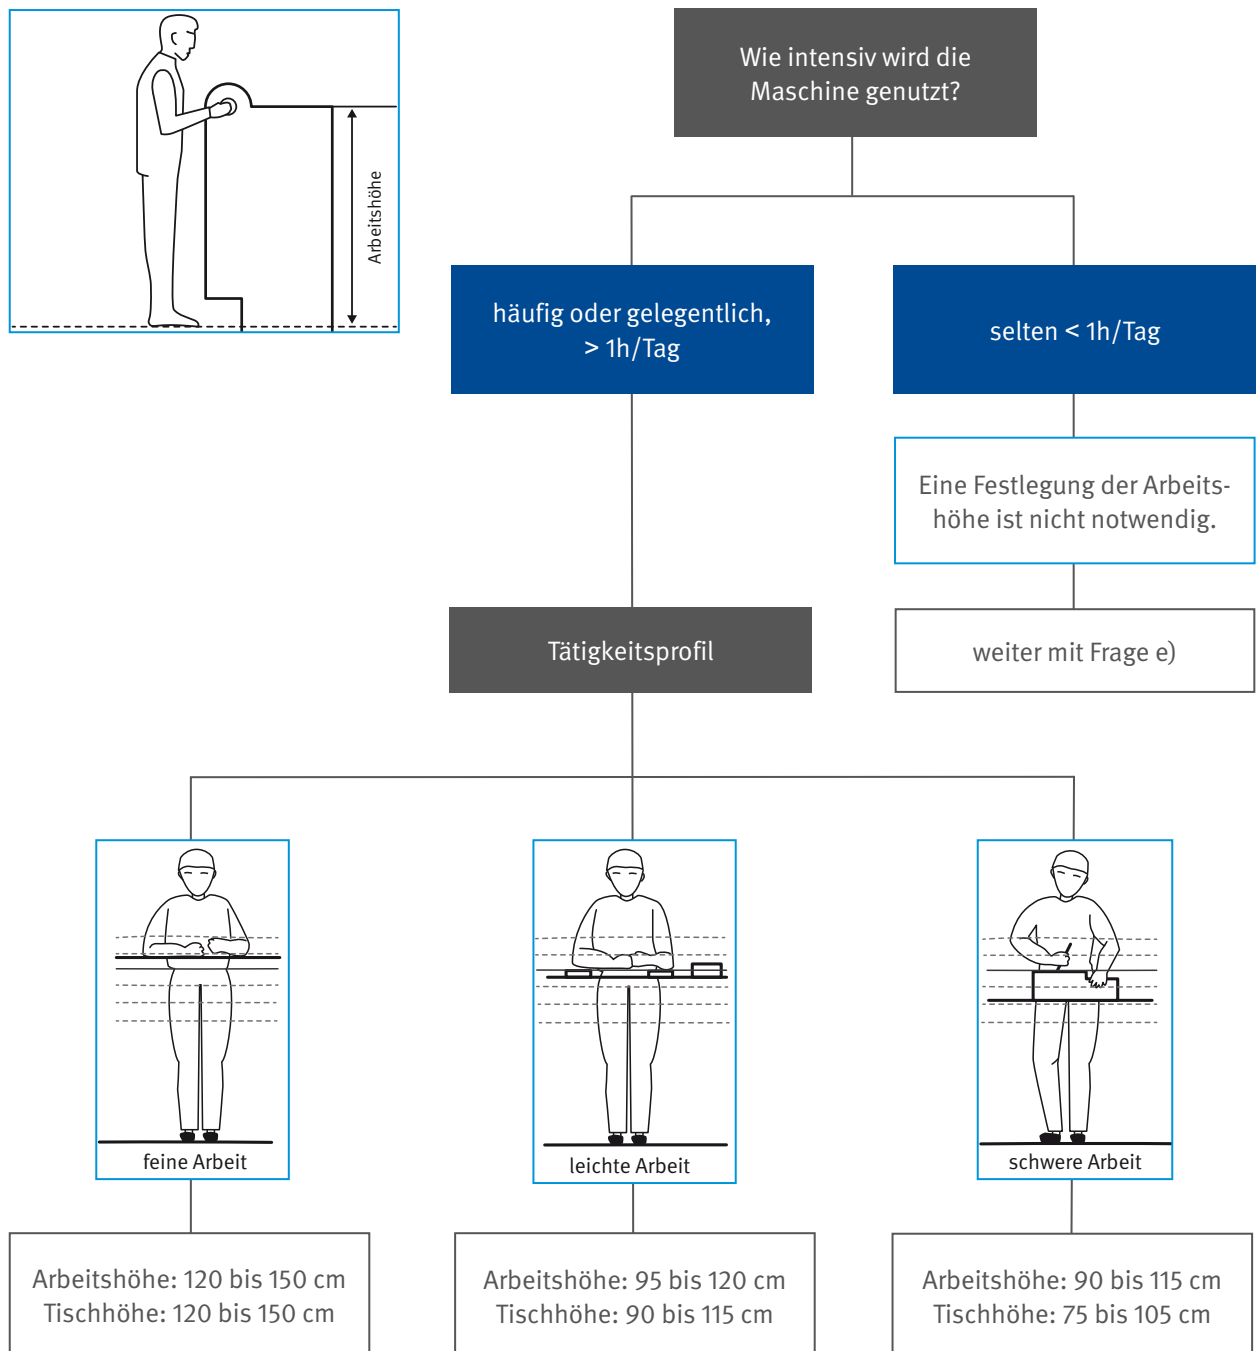 Arbeitshöhe
Wie intensiv wird die
Maschine genutzt?
häufig oder gelegentlich,
> 1h/Tag
selten < 1h/Tag
Eine Festlegung der Arbeits-
höhe ist nicht notwendig.
weiter mit Frage e)
Tätigkeitsprofil
feine Arbeit
leichte Arbeit
schwere Arbeit
Arbeitshöhe: 120 bis 150 cm
Tischhöhe: 120 bis 150 cm
Arbeitshöhe: 95 bis 120 cm
Tischhöhe: 90 bis 115 cm
Arbeitshöhe: 90 bis 115 cm
Tischhöhe: 75 bis 105 cm